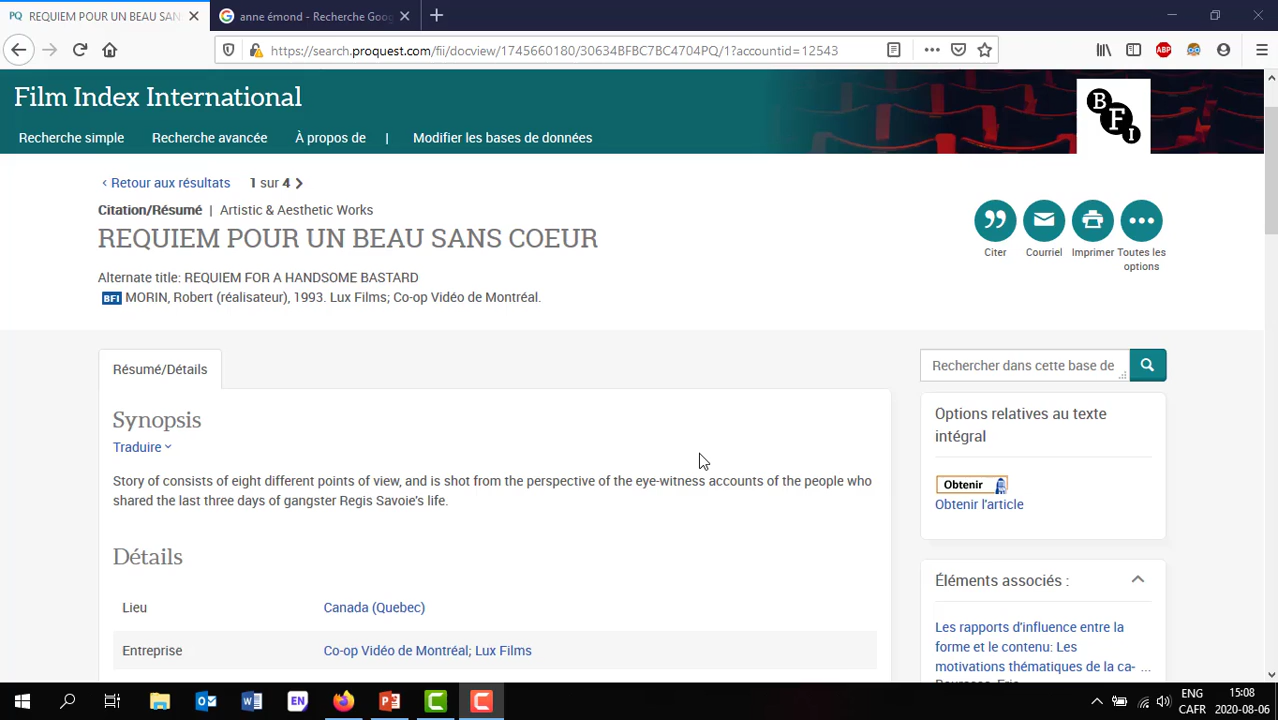 PQ REQUIEM POUR UN BEAU SAN
anne émond - Recherche Goog
https://search.proquest.com/fii/docview/1745660180/30634BFBC7BC4704PQ/1?accountid=12543
ABP
Film Index International
BFI
Recherche simple Recherche avancée À propos de | Modifier les bases de données
‹ Retour aux résultats 1 sur 4
Citation/Résumé | Artistic & Aesthetic Works
REQUIEM POUR UN BEAU SANS COEUR
Citer Courriel Imprimer Toutes les
options
Alternate title: REQUIEM FOR A HANDSOME BASTARD
BFI MORIN, Robert (réalisateur), 1993. Lux Films; Co-op Vidéo de Montréal.
Résumé/Détails
Rechercher dans cette base de
Synopsis
Traduire
Story of consists of eight different points of view, and is shot from the perspective of the eye-witness accounts of the people who
shared the last three days of gangster Regis Savoie's life.
Options relatives au texte
intégral
Obtenir
Obtenir l'article
Détails
Lieu Canada (Quebec)
Entreprise Co-op Vidéo de Montréal; Lux Films
Éléments associés :
Les rapports d'influence entre la
forme et le contenu: Les
motivations thématiques de la ca- ...
EN
ENG
CAFR
15:08
2020-08-06